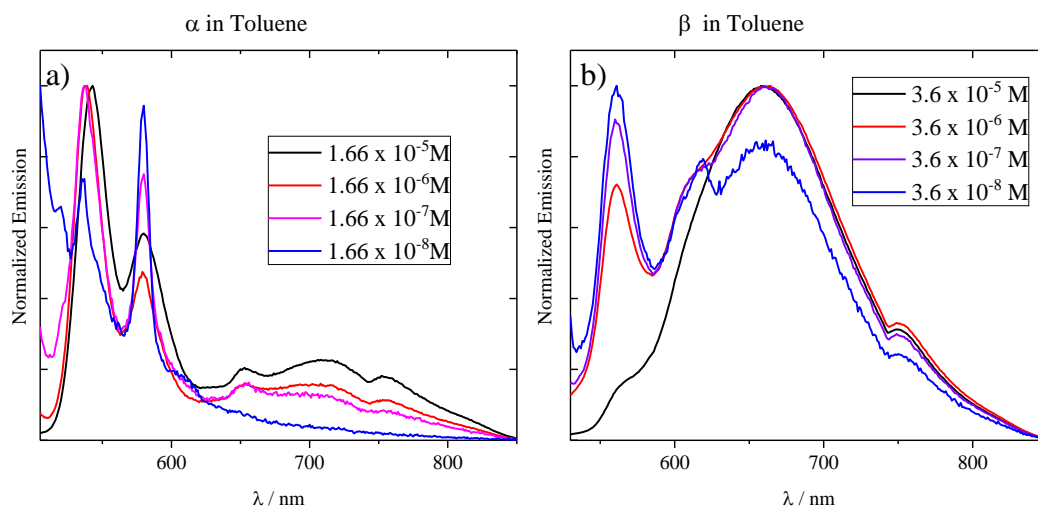 α in Toluene
a)
1.66 x 10⁻⁵M
1.66 x 10⁻⁶M
1.66 x 10⁻⁷M
1.66 x 10⁻⁸M
Normalized Emission
600
700
800
λ / nm
β in Toluene
b)
3.6 x 10⁻⁵ M
3.6 x 10⁻⁶ M
3.6 x 10⁻⁷ M
3.6 x 10⁻⁸ M
Normalized Emission
600
700
800
λ / nm